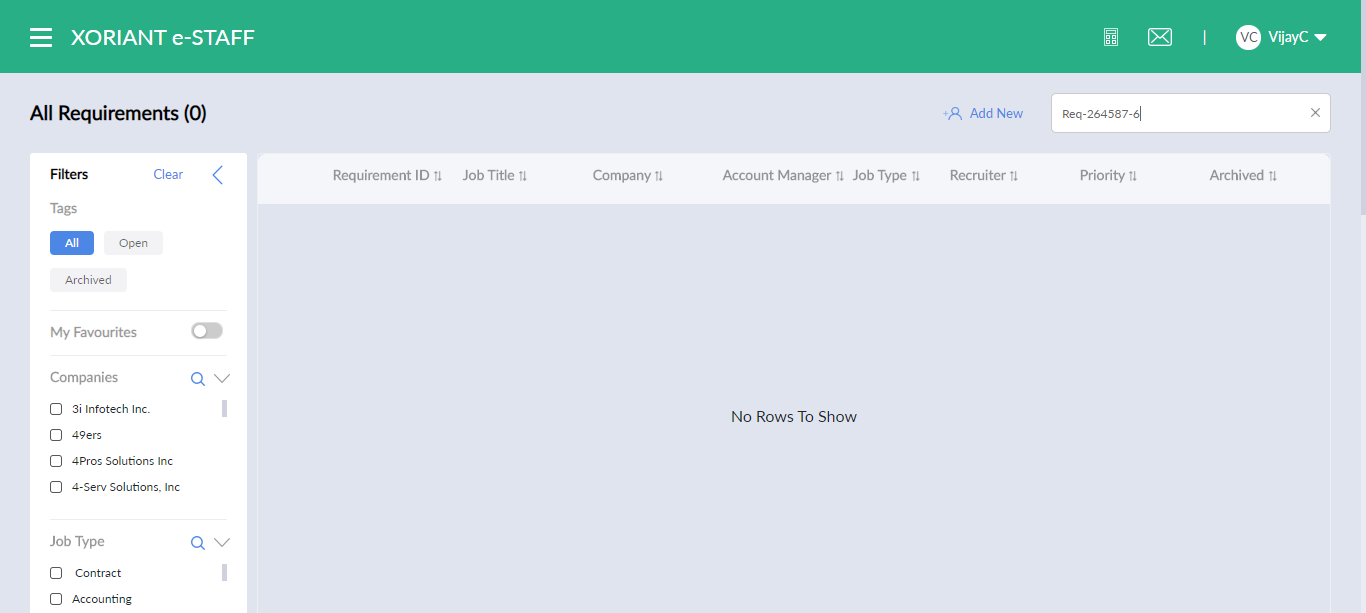 XORIANT e-STAFF
|
VC VijayC
All Requirements (0)
Add New
Req-264587-6
Filters
Clear
Tags
All
Open
Archived
My Favourites
Companies
3i Infotech Inc.
49ers
4Pros Solutions Inc
4-Serv Solutions, Inc
Job Type
Contract
Accounting
Requirement ID
Job Title
Company
Account Manager
Job Type
Recruiter
Priority
Archived
No Rows To Show